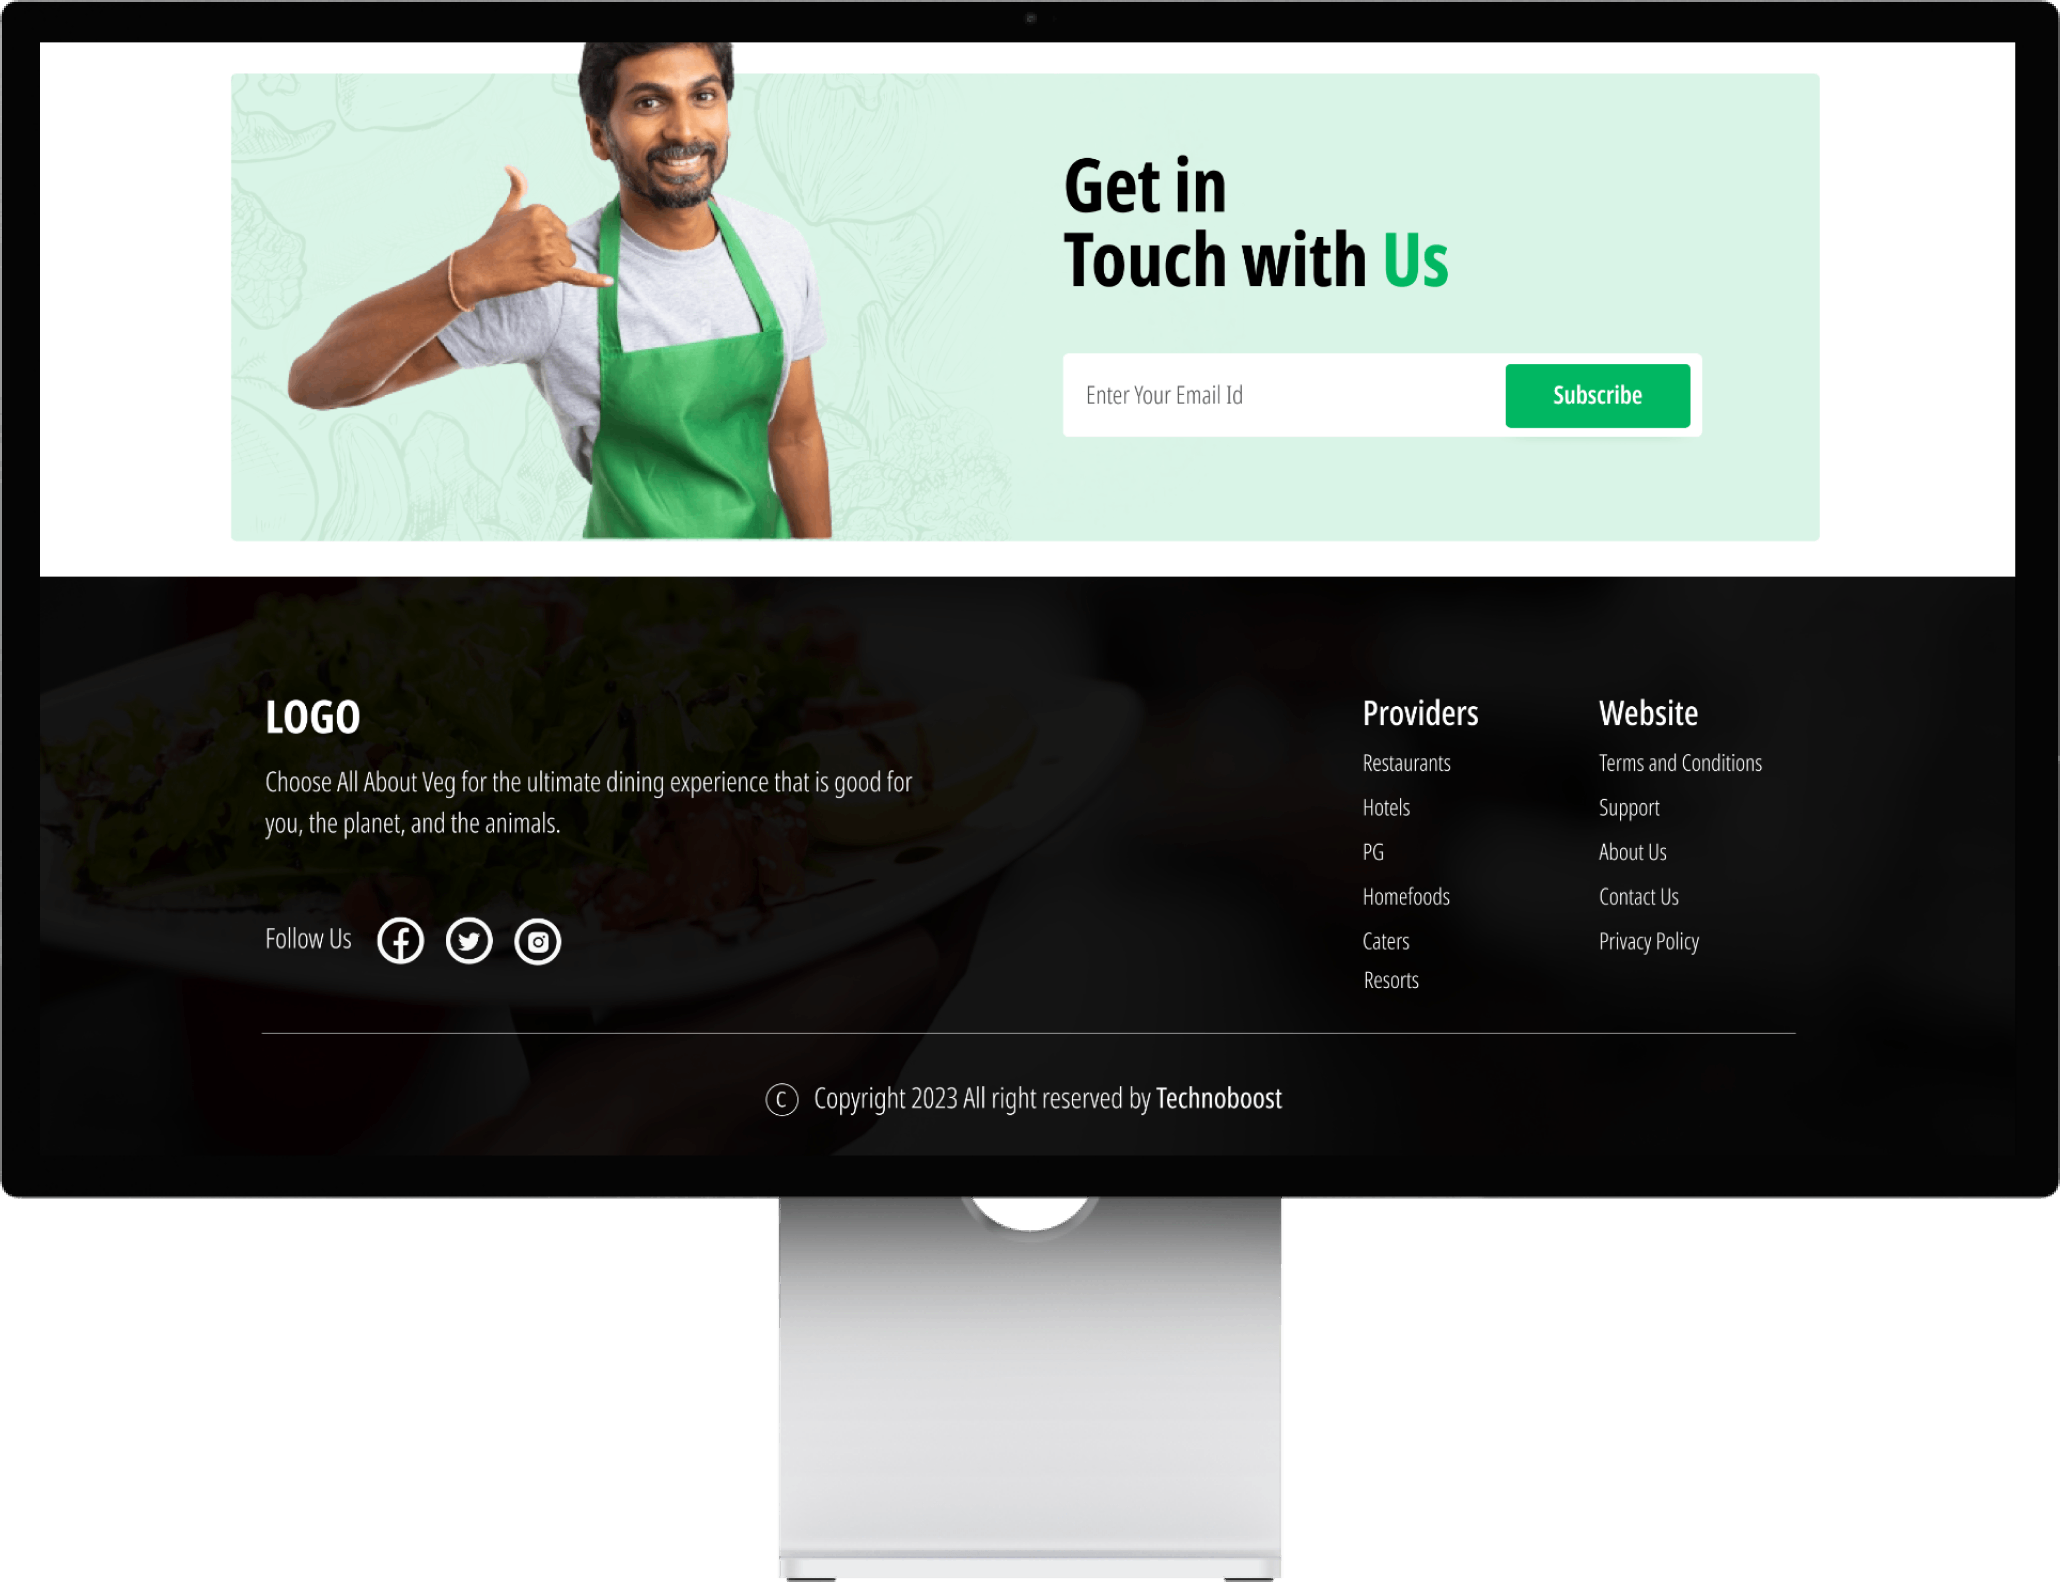 Get in
Touch with Us
Enter Your Email Id
Subscribe
LOGO
Choose All About Veg for the ultimate dining experience that is good for
you, the planet, and the animals.
Follow Us
Providers
Restaurants
Hotels
PG
Homefoods
Caters
Resorts
Website
Terms and Conditions
Support
About Us
Contact Us
Privacy Policy
© Copyright 2023 All right reserved by Technoboost